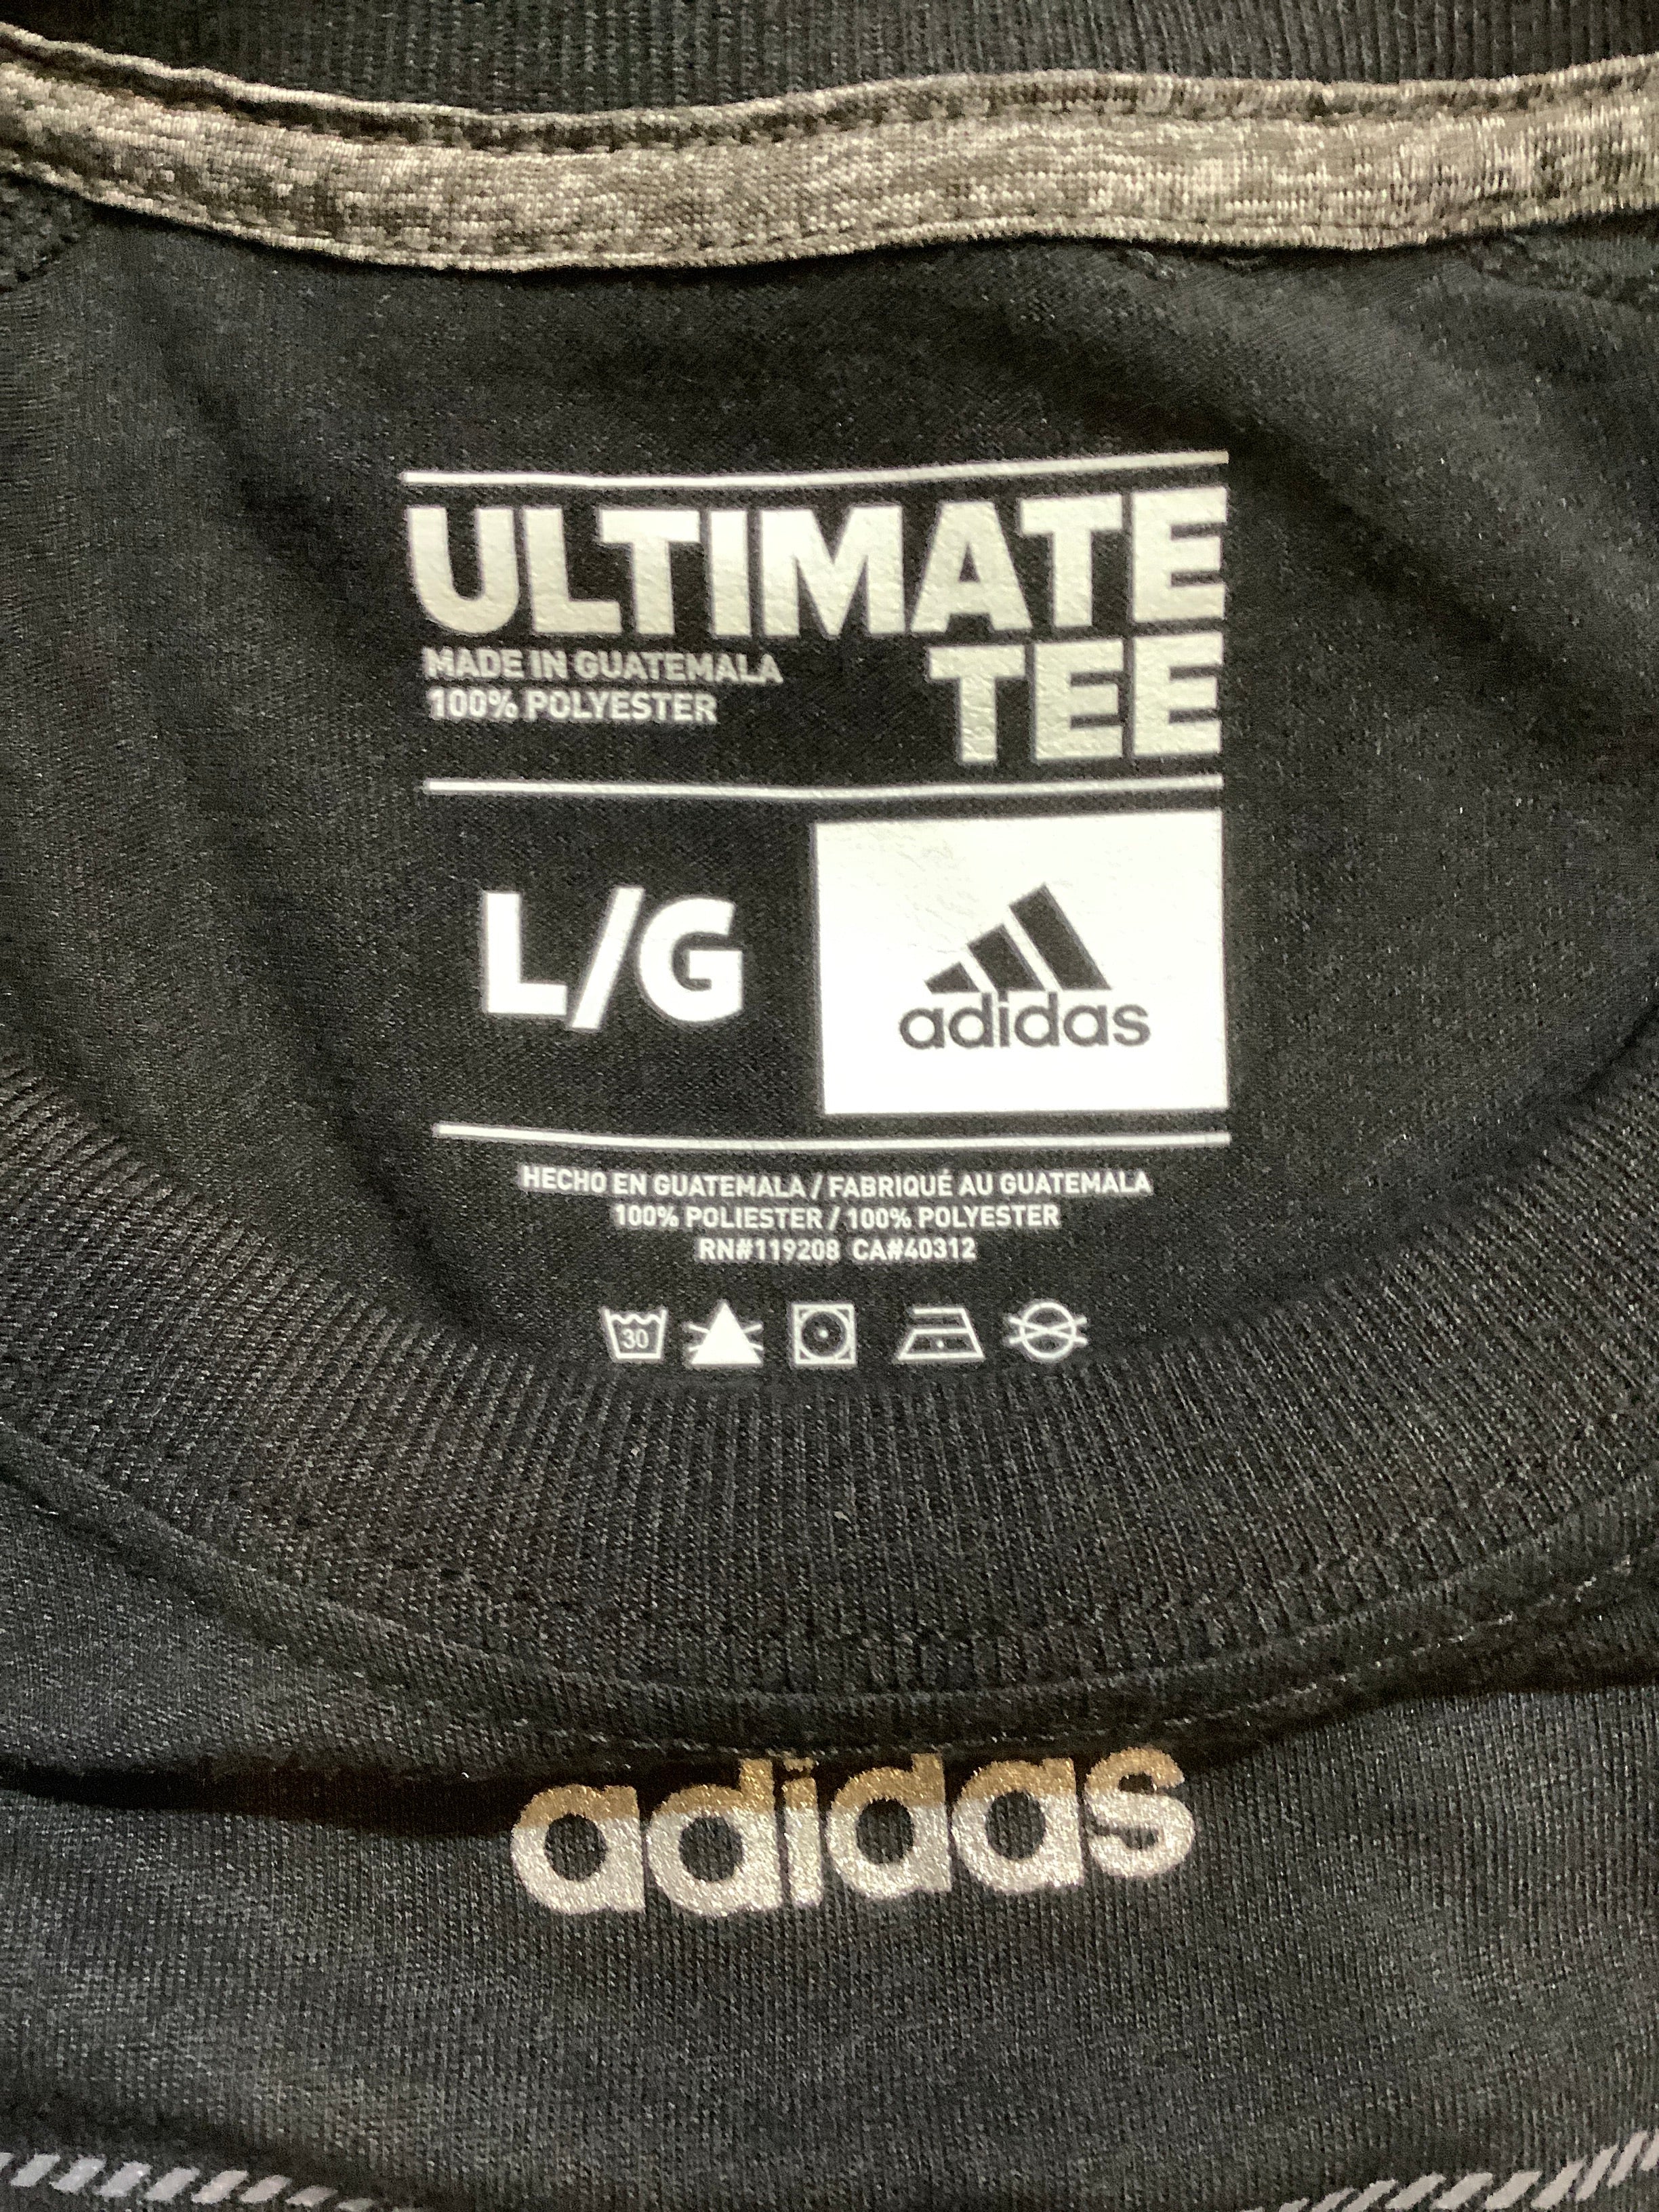 ULTIMATE
TEE
MADE IN GUATEMALA
100% POLYESTER
L/G
adidas
HECHO EN GUATEMALA / FABRIQUÉ AU GUATEMALA
100% POLIESTER / 100% POLYESTER
RN#119208 CA#40312
30
adidas